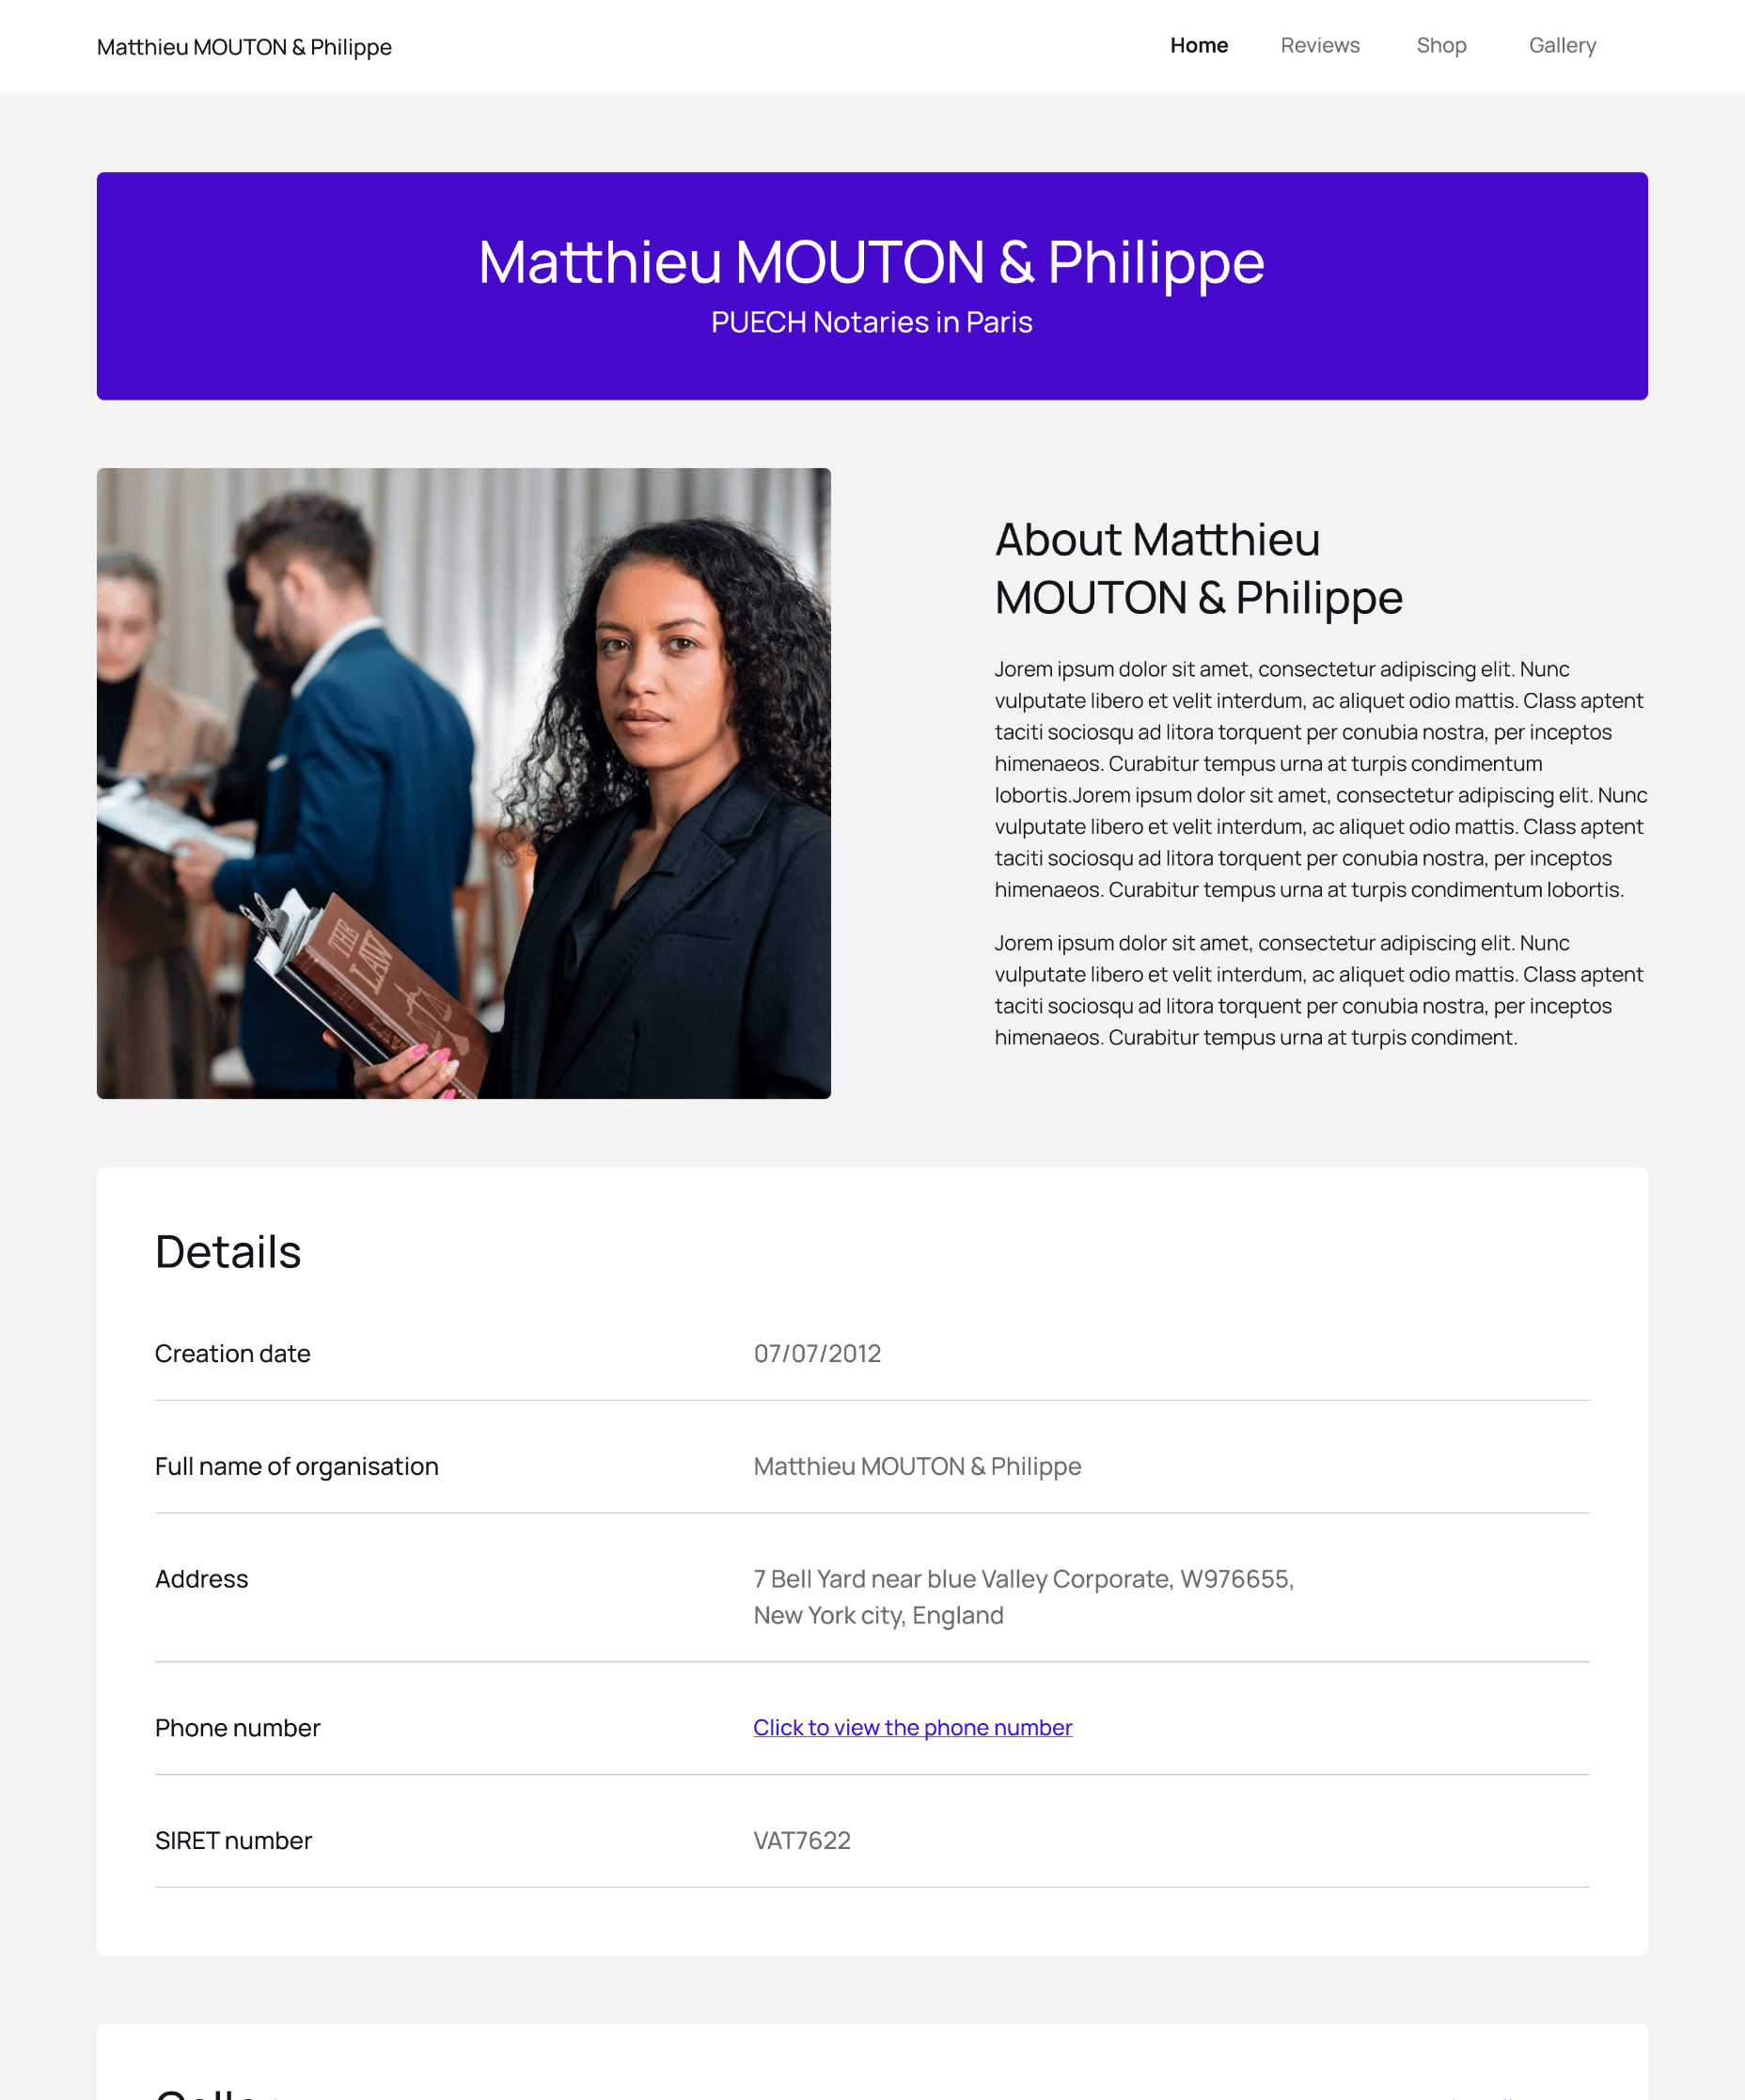 Matthieu MOUTON & Philippe
Home Reviews Shop Gallery
Matthieu MOUTON & Philippe
PUECH Notaries in Paris
THE
LAW
THE LAW
About Matthieu
MOUTON & Philippe
Jorem ipsum dolor sit amet, consectetur adipiscing elit. Nunc
vulputate libero et velit interdum, ac aliquet odio mattis. Class aptent
taciti sociosqu ad litora torquent per conubia nostra, per inceptos
himenaeos. Curabitur tempus urna at turpis condimentum
lobortis.Jorem ipsum dolor sit amet, consectetur adipiscing elit. Nunc
vulputate libero et velit interdum, ac aliquet odio mattis. Class aptent
taciti sociosqu ad litora torquent per conubia nostra, per inceptos
himenaeos. Curabitur tempus urna at turpis condimentum lobortis.
Jorem ipsum dolor sit amet, consectetur adipiscing elit. Nunc
vulputate libero et velit interdum, ac aliquet odio mattis. Class aptent
taciti sociosqu ad litora torquent per conubia nostra, per inceptos
himenaeos. Curabitur tempus urna at turpis condiment.
Details
Creation date 07/07/2012
Full name of organisation Matthieu MOUTON & Philippe
Address 7 Bell Yard near blue Valley Corporate, W976655,
New York city, England
Phone number Click to view the phone number
SIRET number VAT7622